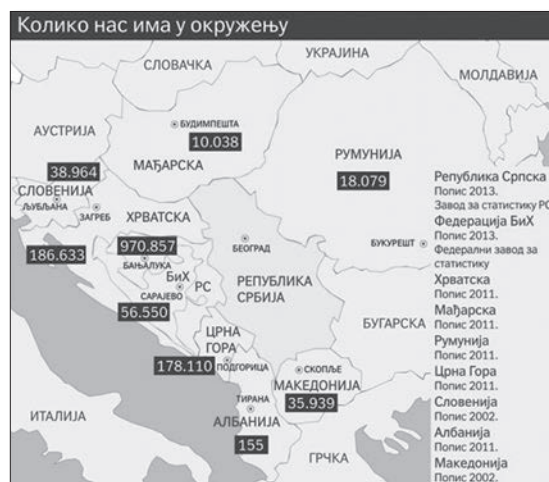 Колико нас има у окружењу
УКРАЈИНА
СЛОВАЧКА
МОЛДАВИЈА
БУДИМПЕШТА
АУСТРИЈА
10.038
МАЂАРСКА
РУМУНИЈА
38.964
18.079
СЛОВЕНИЈА
ЉУБЉАНА
ЗАГРЕБ
ХРВАТСКА
186.633
970.857
БАЊАЛУКА
БЕОГРАД
БУКУРЕШТ
БиХ
РС
САРАЈЕВО
РЕПУБЛИКА
СРБИЈА
56.550
БУГАРСКА
ЦРНА
ГОРА
178.110
ПОДГОРИЦА
СКОПЉЕ
МАКЕДОНИЈА
35.939
ТИРАНА
ИТАЛИЈА
АЛБАНИЈА
155
ГРЧКА
Република Српска
Попис 2013.
Завод за статистику РС
Федерација БиХ
Попис 2013.
Федерални завод за
статистику
Хрватска
Попис 2011.
Мађарска
Попис 2011.
Румунија
Попис 2011.
Црна Гора
Попис 2011.
Словенија
Попис 2002.
Албанија
Попис 2011.
Македонија
Попис 2002.